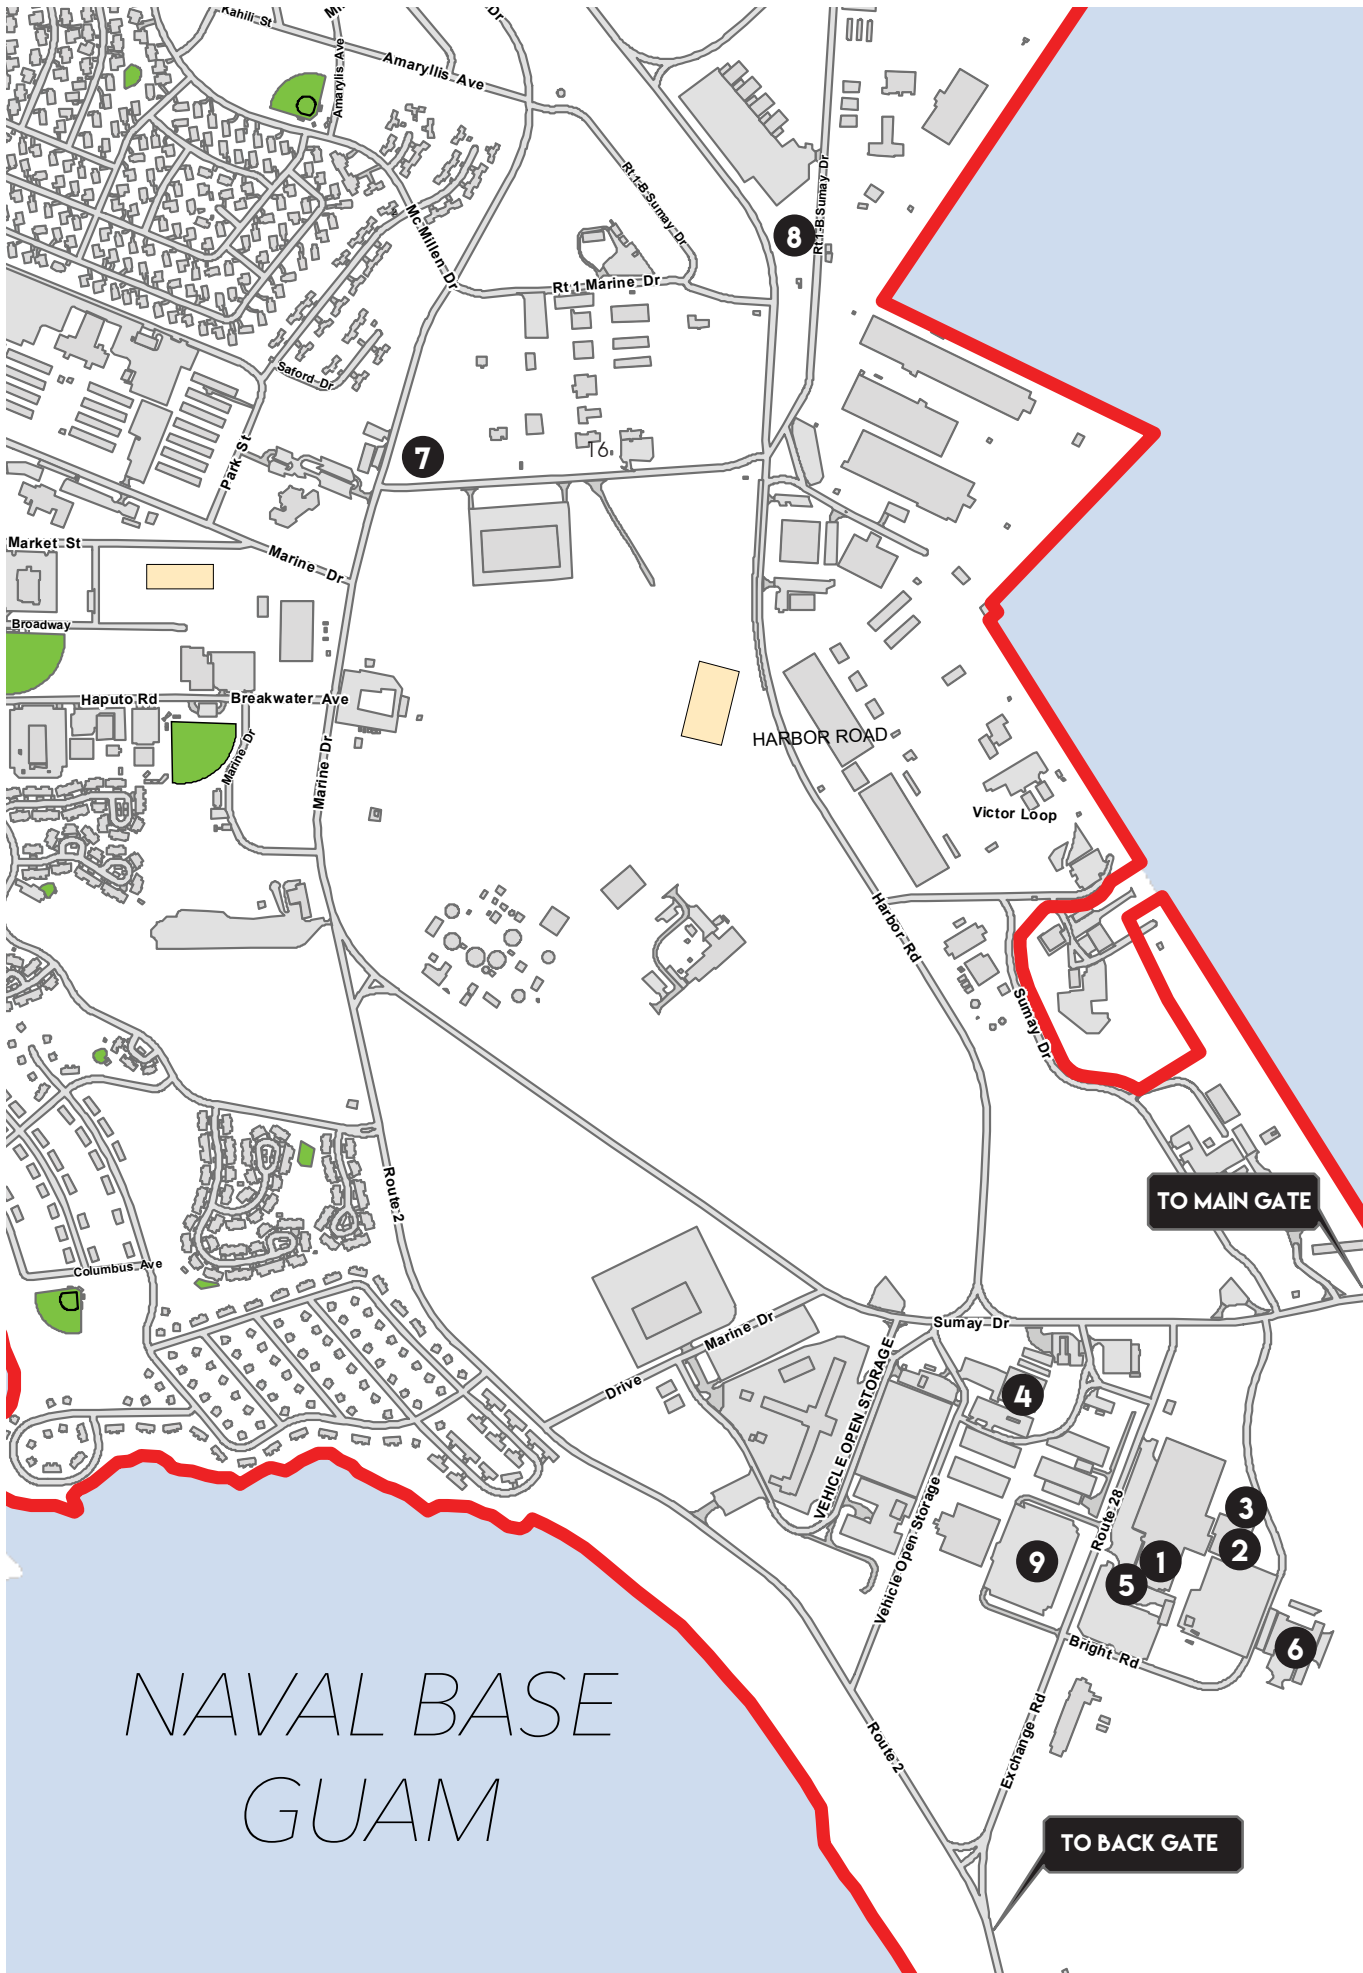 Kahili St
Dr
Amaryllis Ave
Amaryllis Ave
Rt 1-B Sumay Dr
Rt 1-B Sumay Dr
8
Mc Millen Dr
Rt 1 Marine Dr
Saford Dr
Park St
7
16
Market St
Marine Dr
Broadway
Haputo Rd
Breakwater Ave
Marine Dr
Marine Dr
HARBOR ROAD
Victor Loop
Harbor Rd
Sumay Dr
Route 2
TO MAIN GATE
Columbus Ave
Marine Dr
Sumay Dr
Drive
4
VEHICLE OPEN STORAGE
Vehicle Open Storage
Route 28
3
2
1
9
5
6
Bright Rd
NAVAL BASE
GUAM
Route 2
Exchange Rd
TO BACK GATE